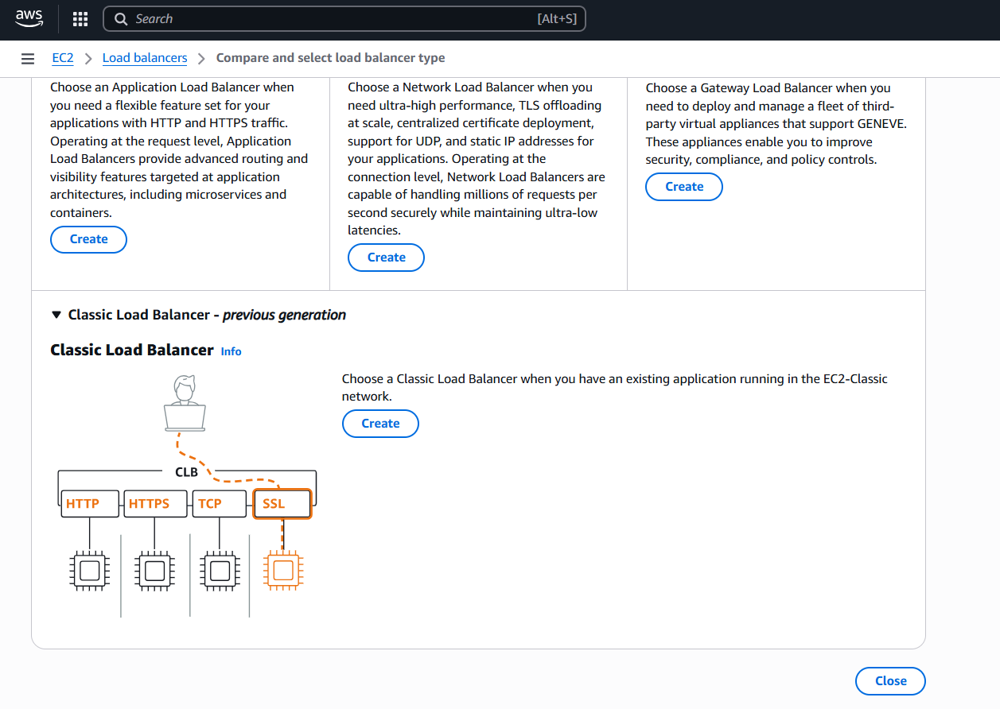 aws
Search
[Alt+S]
EC2
Load balancers
Compare and select load balancer type
Choose an Application Load Balancer when
you need a flexible feature set for your
applications with HTTP and HTTPS traffic.
Operating at the request level, Application
Load Balancers provide advanced routing and
visibility features targeted at application
architectures, including microservices and
containers.
Create
Choose a Network Load Balancer when you
need ultra-high performance, TLS offloading
at scale, centralized certificate deployment,
support for UDP, and static IP addresses for
your applications. Operating at the
connection level, Network Load Balancers are
capable of handling millions of requests per
second securely while maintaining ultra-low
latencies.
Create
Choose a Gateway Load Balancer when you
need to deploy and manage a fleet of third-
party virtual appliances that support GENEVE.
These appliances enable you to improve
security, compliance, and policy controls.
Create
Classic Load Balancer - previous generation
Classic Load Balancer Info
Choose a Classic Load Balancer when you have an existing application running in the EC2-Classic
network.
Create
CLB
HTTP
HTTPS
TCP
SSL
Close